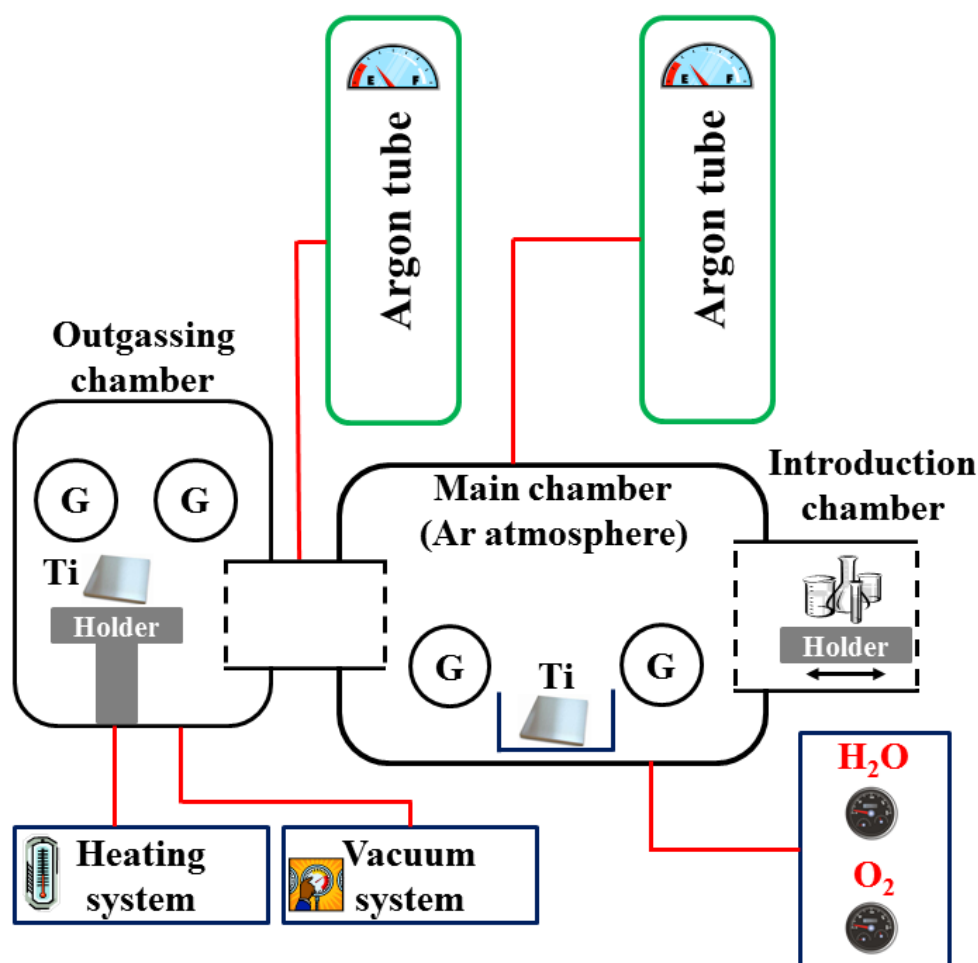 E F
Argon tube
E F
Argon tube
Outgassing
chamber
G G
Ti
Holder
Main chamber
(Ar atmosphere)
G G
Ti
Introduction
chamber
Holder
H₂O
O₂
Heating
system
Vacuum
system